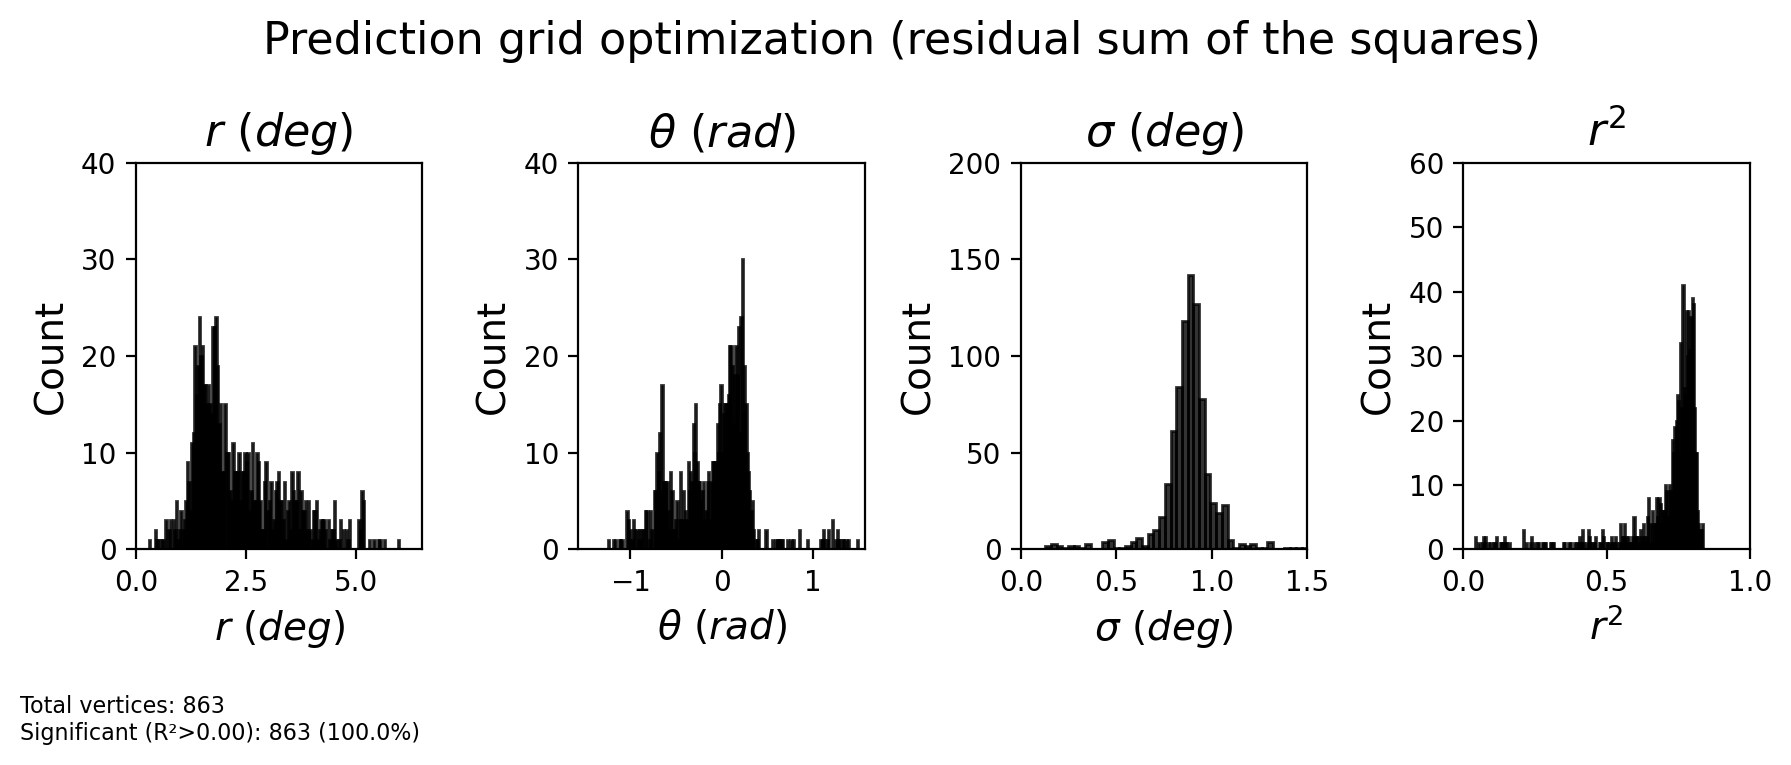 Prediction grid optimization (residual sum of the squares)
r (deg)
θ (rad)
σ (deg)
r²
40
30
20
10
0
Count
0.0
2.5
5.0
r (deg)
40
30
20
10
0
Count
−1
0
1
θ (rad)
200
150
100
50
0
Count
0.0
0.5
1.0
1.5
σ (deg)
60
50
40
30
20
10
0
Count
0.0
0.5
1.0
r²
Total vertices: 863
Significant (R²>0.00): 863 (100.0%)